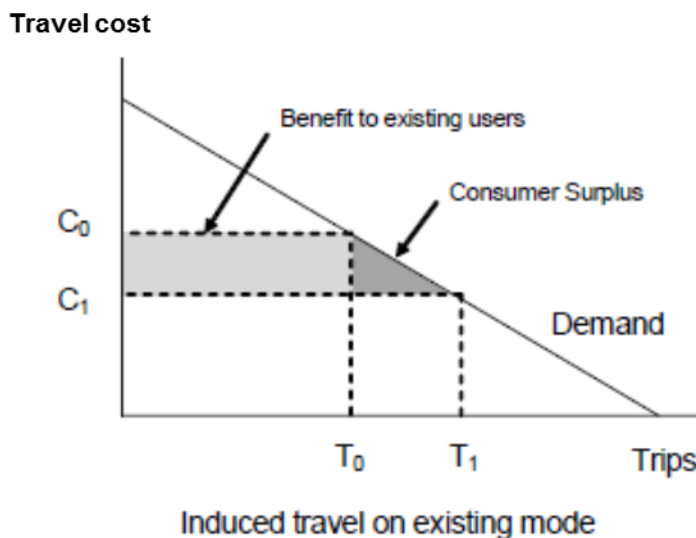 Travel cost
Benefit to existing users
Consumer Surplus
C₀
C₁
Demand
T₀
T₁
Trips
Induced travel on existing mode